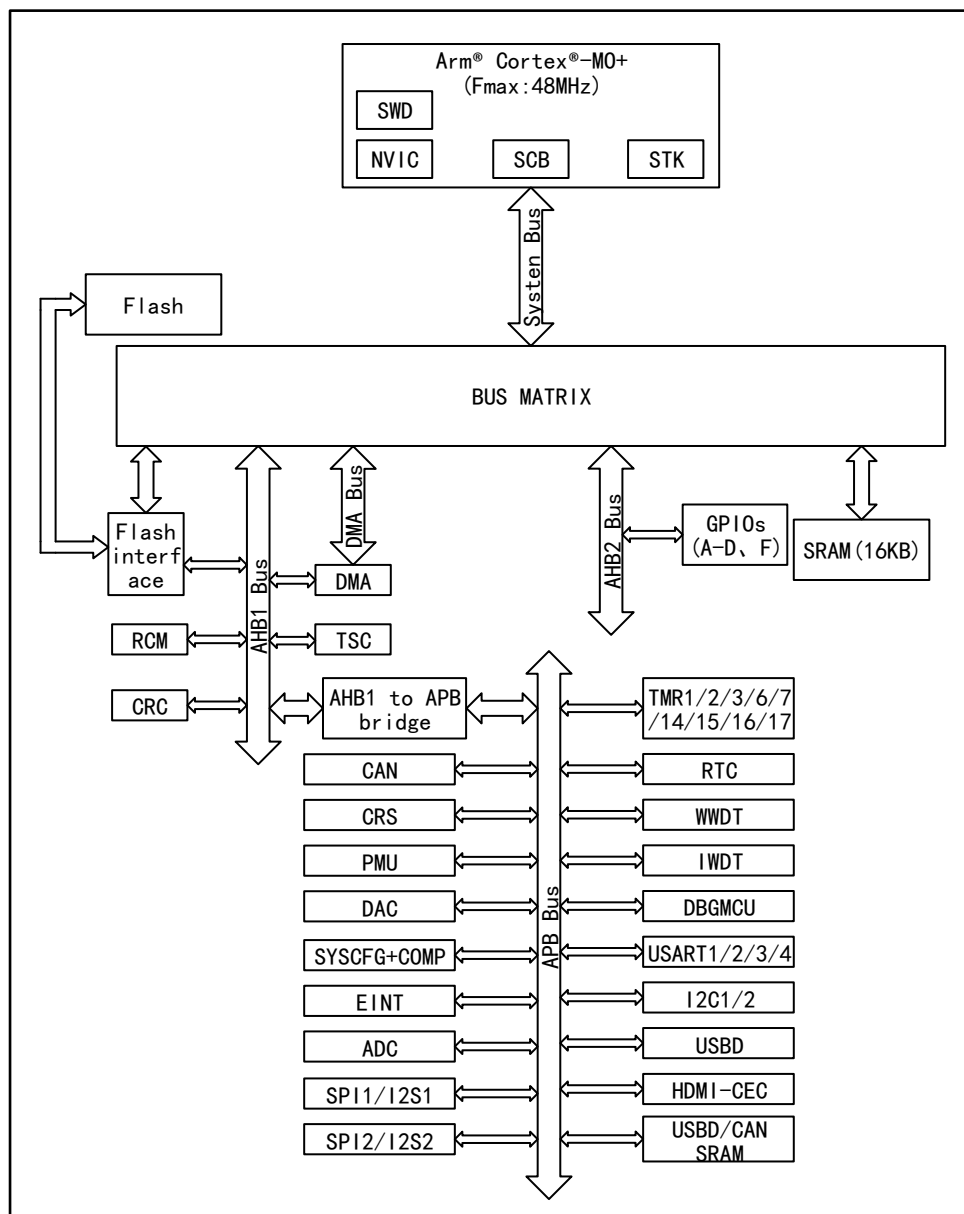 Arm® Cortex®-M0+
(Fmax:48MHz)
SWD
NVIC
SCB
STK
Systen Bus
Flash
BUS MATRIX
DMA Bus
AHB2 Bus
AHB1 Bus
Flash
interf
ace
GPIOs
(A-D、F)
SRAM(16KB)
DMA
RCM
TSC
CRC
AHB1 to APB
bridge
TMR1/2/3/6/7
/14/15/16/17
APB Bus
CAN
RTC
CRS
WWDT
PMU
IWDT
DAC
DBGMCU
SYSCFG+COMP
USART1/2/3/4
EINT
I2C1/2
ADC
USBD
SPI1/I2S1
HDMI-CEC
SPI2/I2S2
USBD/CAN
SRAM